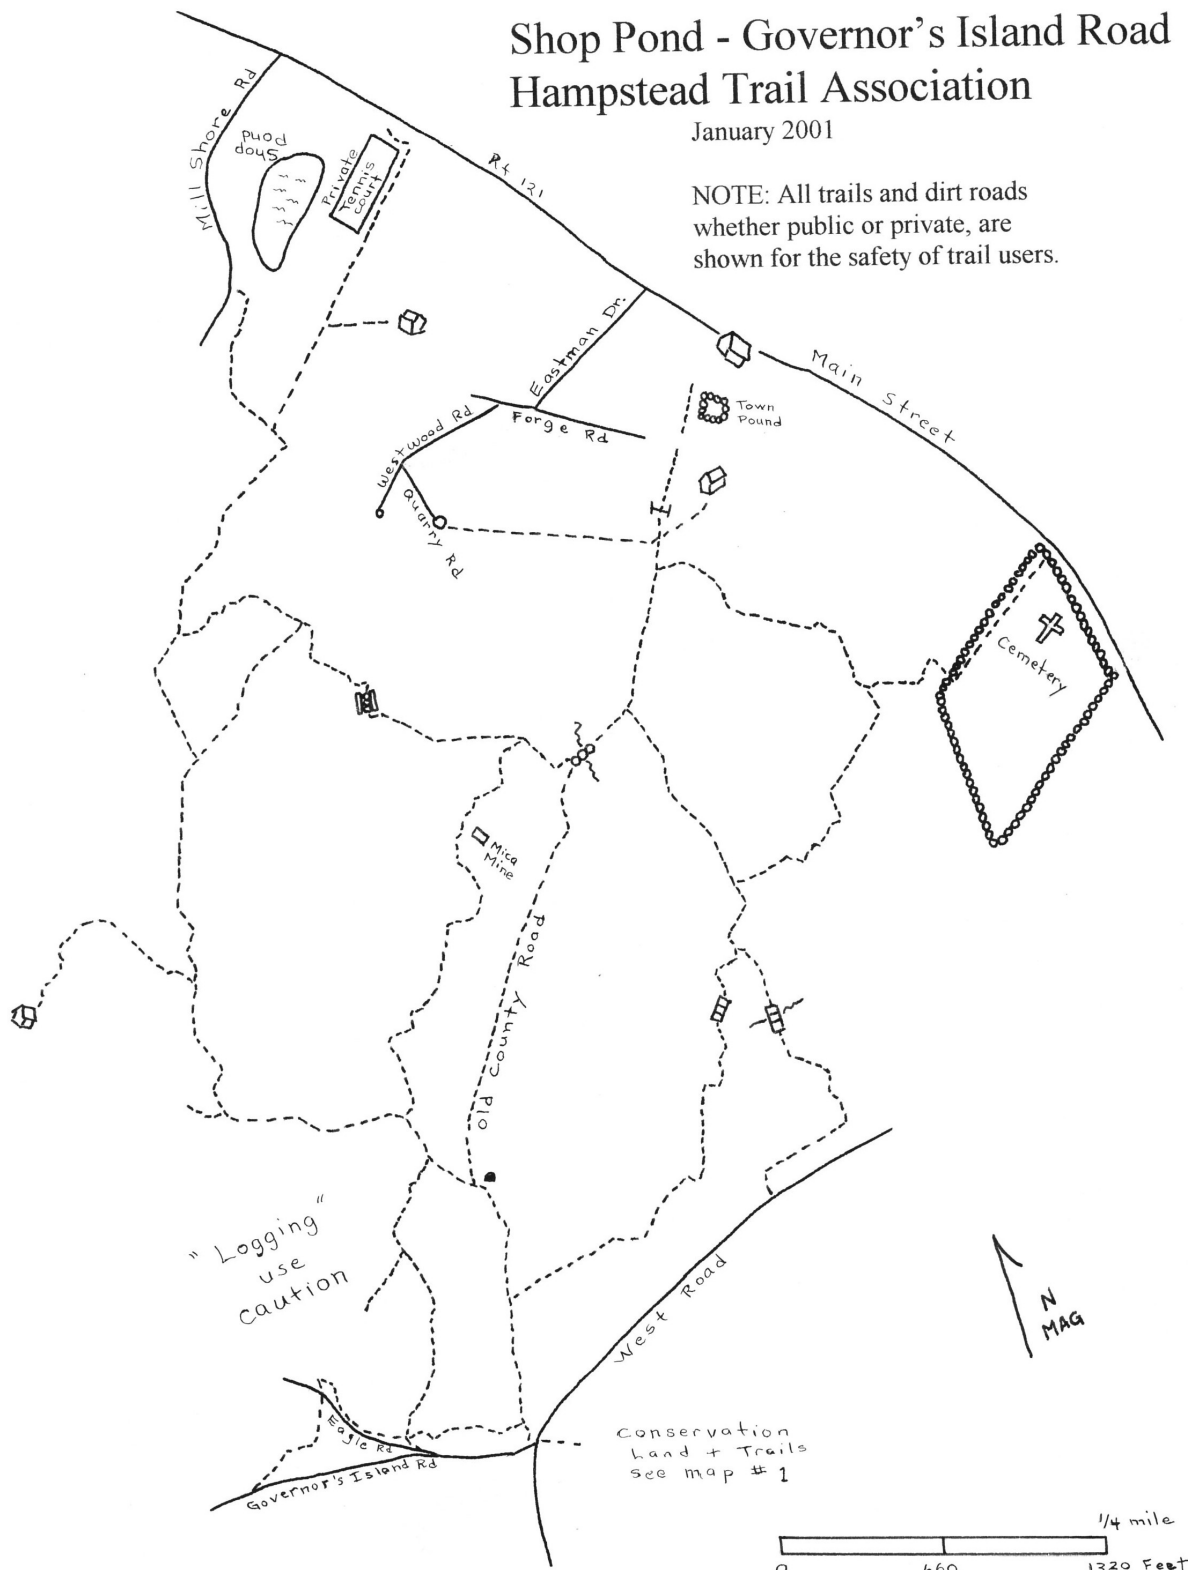 Shop Pond - Governor's Island Road
Hampstead Trail Association
January 2001
NOTE: All trails and dirt roads
whether public or private, are
shown for the safety of trail users.
Mill Shore Rd
Shop
Pond
Private
Tennis
court
Rt 121
Eastman Dr.
Main Street
Westwood Rd
Forge Rd
Town
Pound
Quarry Rd
Cemetery
Mica
Mine
Old County Road
"Logging"
use
caution
West Road
N
MAG
Eagle Rd
Governor's Island Rd
Conservation
Land + Trails
See map # 1
1/4 mile
0 660 1320 Feet